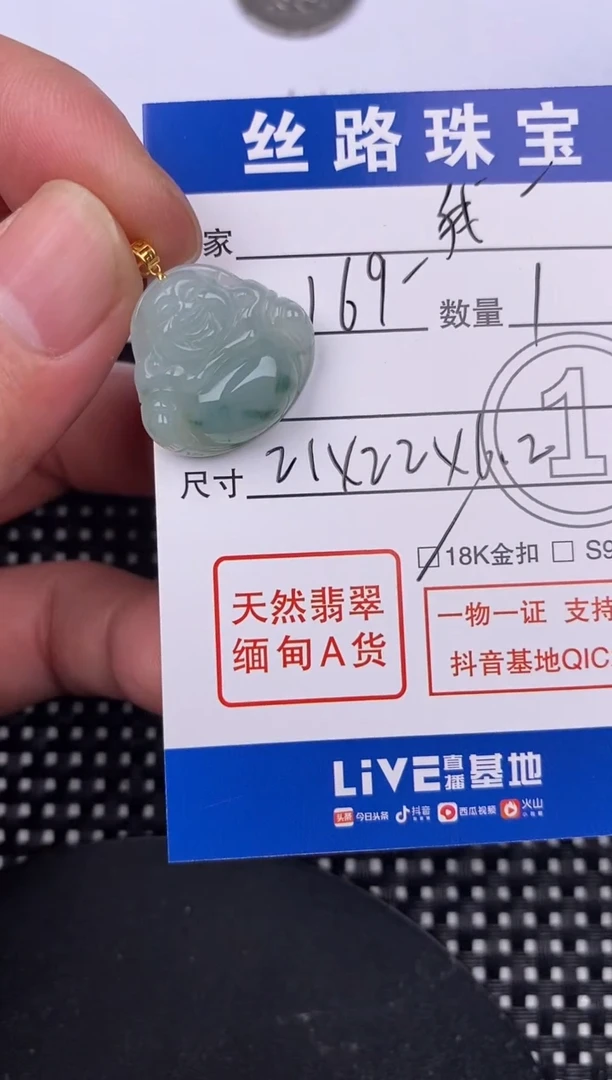 丝路珠宝
家
169 数量 1
尺寸 21X22X6.2
1
18K金扣 S9
天然翡翠
缅甸A货
一物一证 支持
抖音基地QIC
LiVE直播基地
头条 今日头条 抖音 西瓜视频 火山